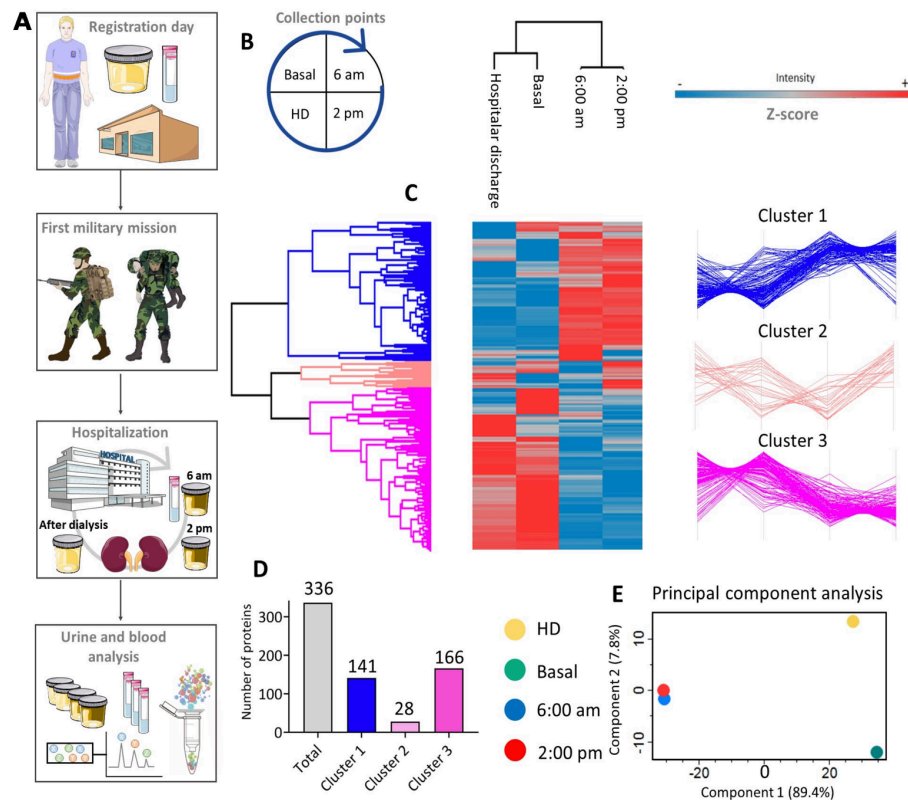 A
Registration day
First military mission
Hospitalization
HOSPITAL
6 am
After dialysis
2 pm
Urine and blood
analysis
B
Collection points
Basal
6 am
HD
2 pm
Hospitalar discharge
Basal
6:00 am
2:00 pm
-
Intensity
+
Z-score
C
Cluster 1
Cluster 2
Cluster 3
D
Number of proteins
300
200
100
0
336
141
28
166
Total
Cluster 1
Cluster 2
Cluster 3
HD
Basal
6:00 am
2:00 pm
E
Principal component analysis
Component 2 (7.8%)
10
0
-10
-20
0
20
Component 1 (89.4%)